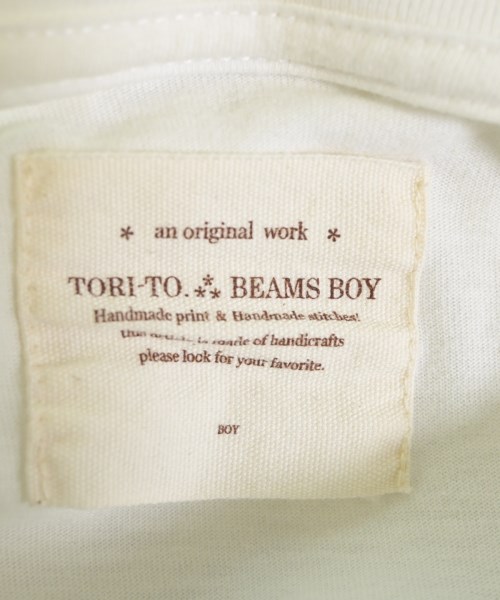 * an original work *
TORI-TO.⁂ BEAMS BOY
Handmade print & Handmade stitches!
is made of handicrafts
please look for your favorite.
BOY